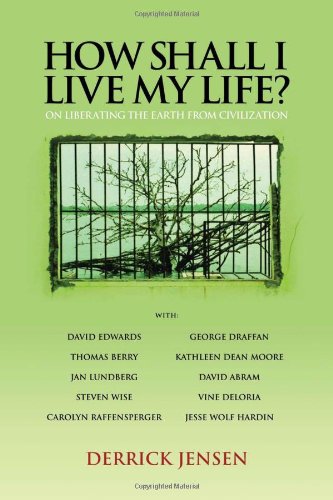 HOW SHALL I
LIVE MY LIFE?
ON LIBERATING THE EARTH FROM CIVILIZATION
WITH:
DAVID EDWARDS
THOMAS BERRY
JAN LUNDBERG
STEVEN WISE
CAROLYN RAFFENSPERGER
GEORGE DRAFFAN
KATHLEEN DEAN MOORE
DAVID ABRAM
VINE DELORIA
JESSE WOLF HARDIN
DERRICK JENSEN